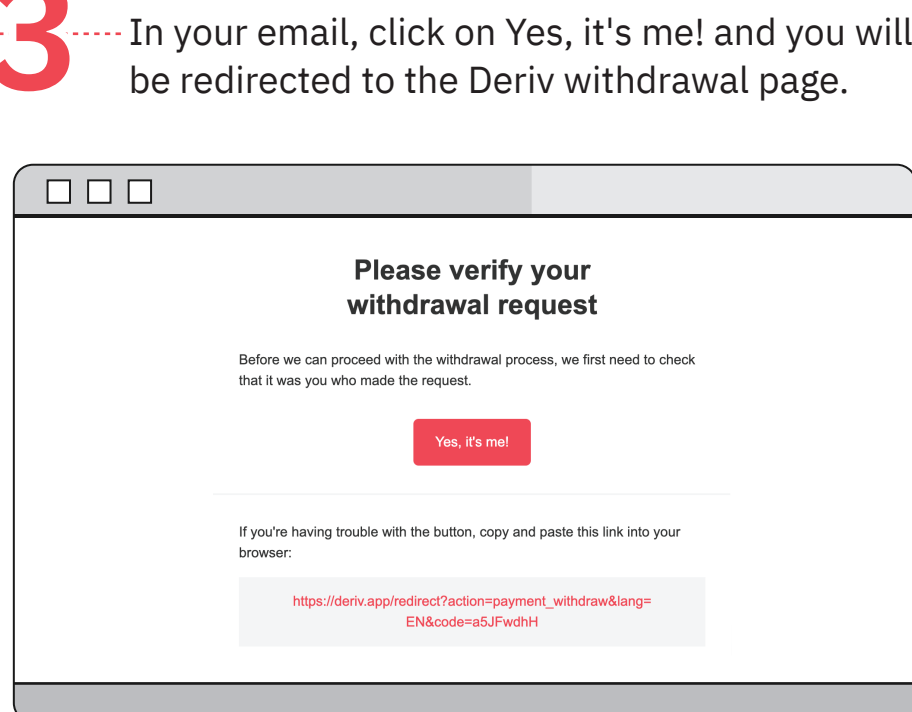 3
In your email, click on Yes, it's me! and you will
be redirected to the Deriv withdrawal page.
Please verify your
withdrawal request
Before we can proceed with the withdrawal process, we first need to check
that it was you who made the request.
Yes, it's me!
If you're having trouble with the button, copy and paste this link into your
browser:
https://deriv.app/redirect?action=payment_withdraw&lang=
EN&code=a5JFwdhH